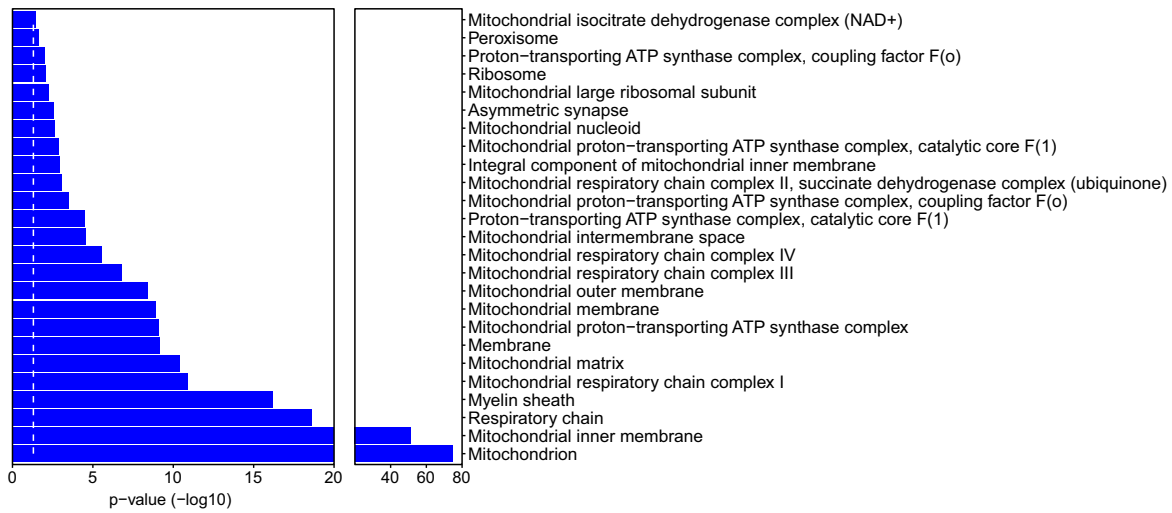 Mitochondrial isocitrate dehydrogenase complex (NAD+)
Peroxisome
Proton−transporting ATP synthase complex, coupling factor F(o)
Ribosome
Mitochondrial large ribosomal subunit
Asymmetric synapse
Mitochondrial nucleoid
Mitochondrial proton−transporting ATP synthase complex, catalytic core F(1)
Integral component of mitochondrial inner membrane
Mitochondrial respiratory chain complex II, succinate dehydrogenase complex (ubiquinone)
Mitochondrial proton−transporting ATP synthase complex, coupling factor F(o)
Proton−transporting ATP synthase complex, catalytic core F(1)
Mitochondrial intermembrane space
Mitochondrial respiratory chain complex IV
Mitochondrial respiratory chain complex III
Mitochondrial outer membrane
Mitochondrial membrane
Mitochondrial proton−transporting ATP synthase complex
Membrane
Mitochondrial matrix
Mitochondrial respiratory chain complex I
Myelin sheath
Respiratory chain
Mitochondrial inner membrane
Mitochondrion
0 5 10 15 20 40 60 80
p−value (−log10)